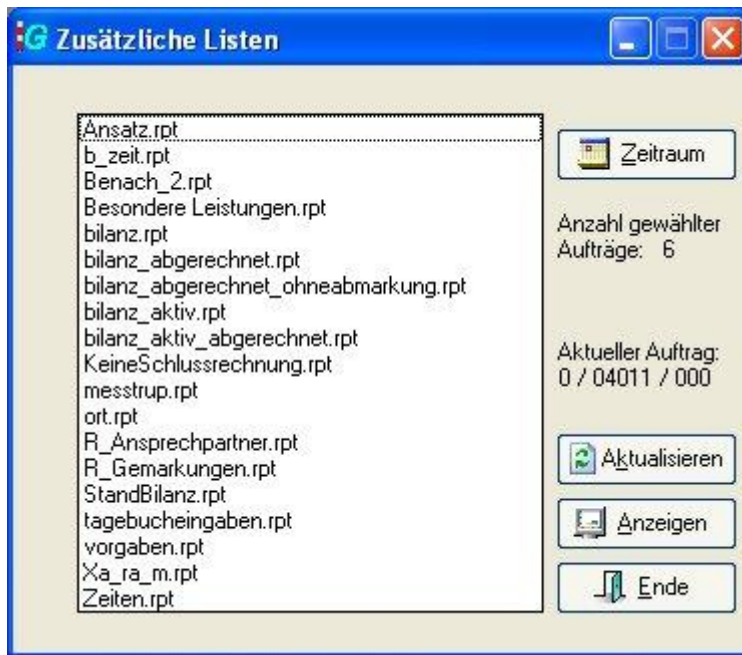 G Zusätzliche Listen
Ansatz.rpt
b_zeit.rpt
Benach_2.rpt
Besondere Leistungen.rpt
bilanz.rpt
bilanz_abgerechnet.rpt
bilanz_abgerechnet_ohneabmarkung.rpt
bilanz_aktiv.rpt
bilanz_aktiv_abgerechnet.rpt
KeineSchlussrechnung.rpt
messtrup.rpt
ort.rpt
R_Ansprechpartner.rpt
R_Gemarkungen.rpt
StandBilanz.rpt
tagebucheingaben.rpt
vorgaben.rpt
Xa_ra_m.rpt
Zeiten.rpt
Zeitraum
Anzahl gewählter
Aufträge: 6
Aktueller Auftrag:
0 / 04011 / 000
Aktualisieren
Anzeigen
Ende